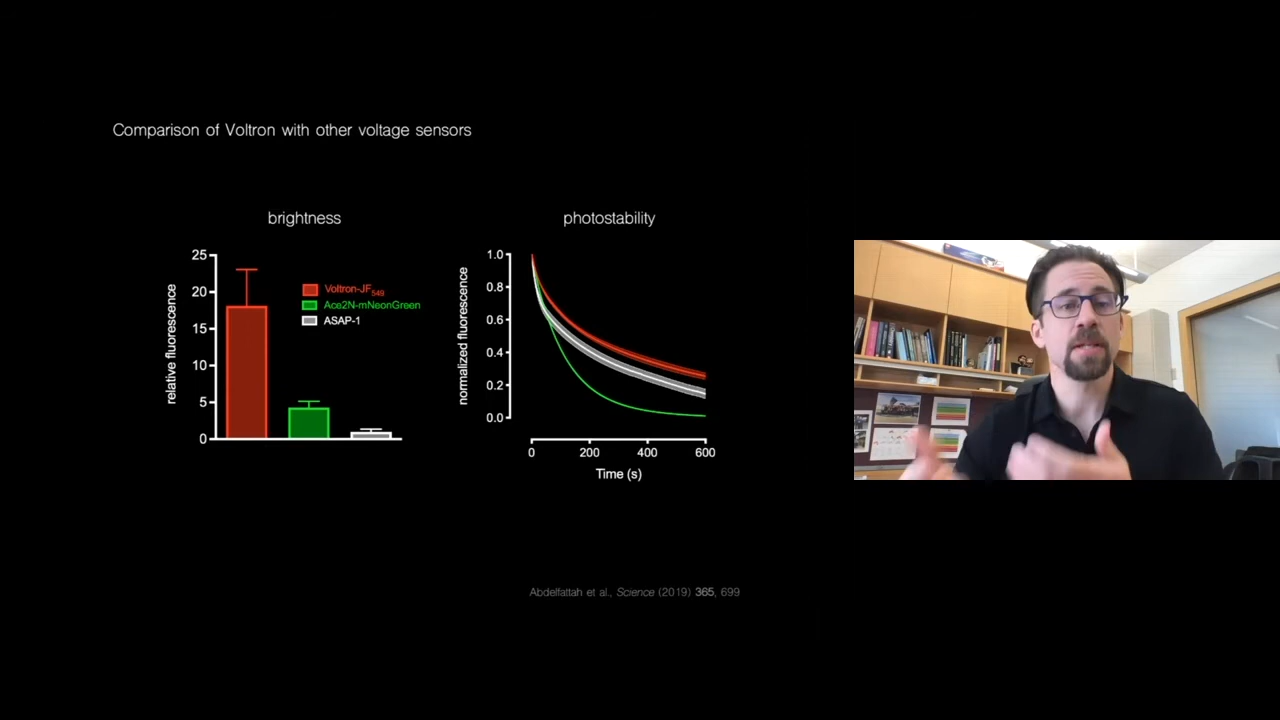 Comparison of Voltron with other voltage sensors
brightness
relative fluorescence
25
20
15
10
5
0
Voltron-JF549
Ace2N-mNeonGreen
ASAP-1
photostability
normalized fluorescence
1.0
0.8
0.6
0.4
0.2
0.0
0 200 400 600
Time (s)
Abdelfattah et al., Science (2019) 365, 699